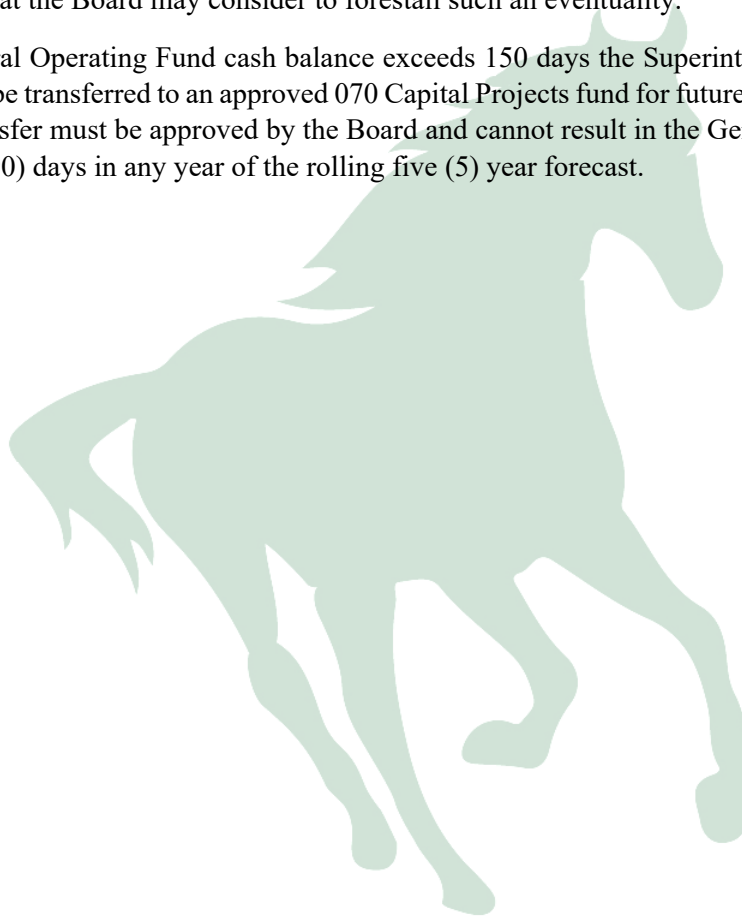 at the Board may consider to forestall such an eventuality.
al Operating Fund cash balance exceeds 150 days the Superint
be transferred to an approved 070 Capital Projects fund for future
sfer must be approved by the Board and cannot result in the Ge
0) days in any year of the rolling five (5) year forecast.